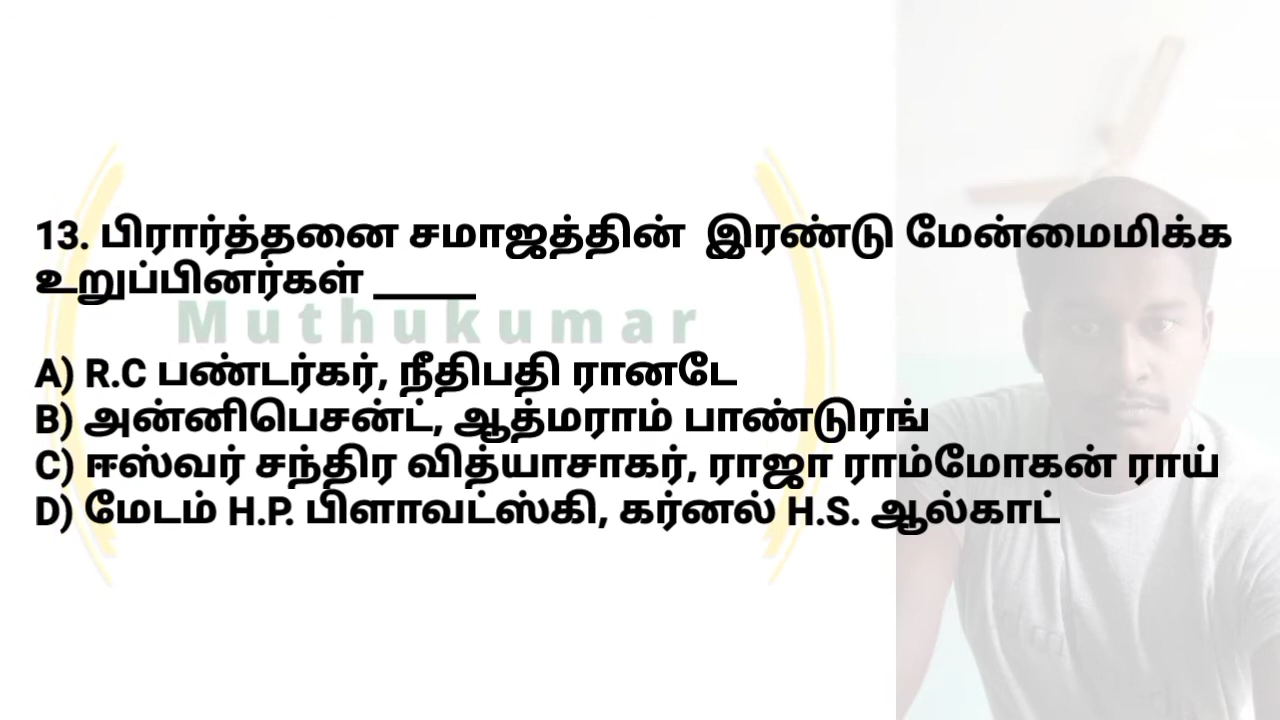 13. பிரார்த்தனை சமாஜத்தின் இரண்டு மேன்மைமிக்க
உறுப்பினர்கள் _____
Muthukumar
A) R.C பண்டர்கர், நீதிபதி ரானடே
B) அன்னிபெசன்ட், ஆத்மராம் பாண்டுரங்
C) ஈஸ்வர் சந்திர வித்யாசாகர், ராஜா ராம்மோகன் ராய்
D) மேடம் H.P. பிளாவட்ஸ்கி, கர்னல் H.S. ஆல்காட்